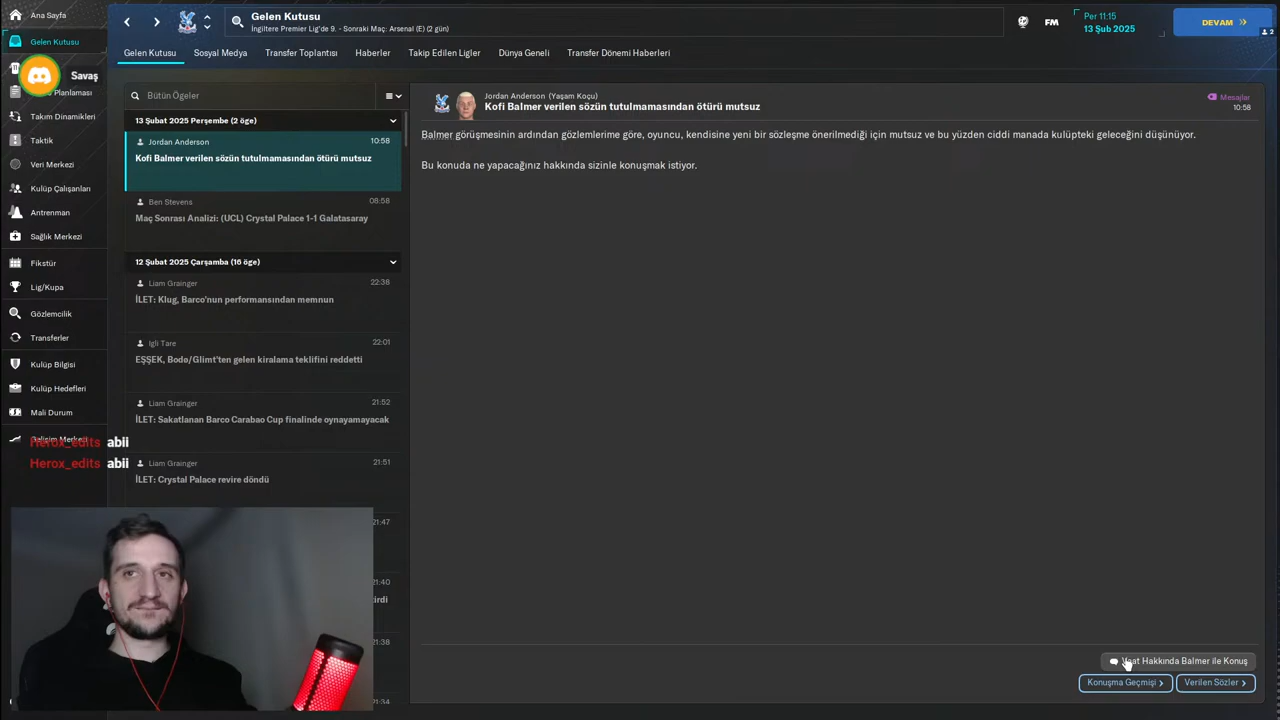 Ana Sayfa
Gelen Kutusu
Savaş
Planlaması
Takım Dinamikleri
Taktik
Veri Merkezi
Kulüp Çalışanları
Antrenman
Sağlık Merkezi
Fikstür
Lig/Kupa
Gözlemcilik
Transferler
Kulüp Bilgisi
Kulüp Hedefleri
Mali Durum
Herox_edits abii
Herox_edits abii
Gelen Kutusu
İngiltere Premier Lig'de 9. - Sonraki Maç: Arsenal (E) (2 gün)
FM
Per 11:15
13 Şub 2025
DEVAM
2
Gelen Kutusu
Sosyal Medya
Transfer Toplantısı
Haberler
Takip Edilen Ligler
Dünya Geneli
Transfer Dönemi Haberleri
Bütün Ögeler
13 Şubat 2025 Perşembe (2 öge)
Jordan Anderson 10:58
Kofi Balmer verilen sözün tutulmamasından ötürü mutsuz
Ben Stevens 08:58
Maç Sonrası Analizi: (UCL) Crystal Palace 1-1 Galatasaray
12 Şubat 2025 Çarşamba (16 öge)
Liam Grainger 22:38
İLET: Klug, Barco'nun performansından memnun
Igli Tare 22:01
EŞŞEK, Bodø/Glimt'ten gelen kiralama teklifini reddetti
Liam Grainger 21:52
İLET: Sakatlanan Barco Carabao Cup finalinde oynayamayacak
Liam Grainger 21:51
İLET: Crystal Palace revire döndü
21:47
21:40
21:38
21:34
Jordan Anderson (Yaşam Koçu)
Kofi Balmer verilen sözün tutulmamasından ötürü mutsuz
Mesajlar
10:58
Balmer görüşmesinin ardından gözlemlerime göre, oyuncu, kendisine yeni bir sözleşme önerilmediği için mutsuz ve bu yüzden ciddi manada kulüpteki geleceğini düşünüyor.
Bu konuda ne yapacağınız hakkında sizinle konuşmak istiyor.
Vaat Hakkında Balmer ile Konuş
Konuşma Geçmişi
Verilen Sözler